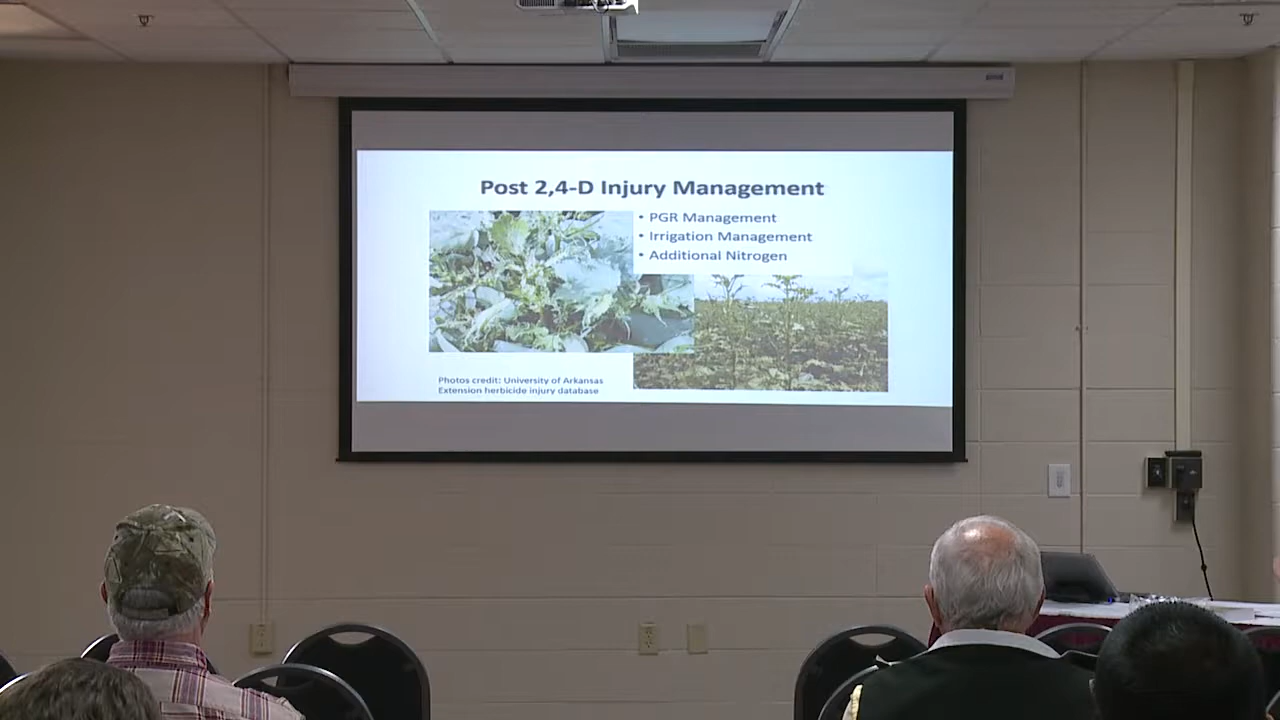 Post 2,4-D Injury Management
• PGR Management
• Irrigation Management
• Additional Nitrogen
Photos credit: University of Arkansas
Extension herbicide injury database